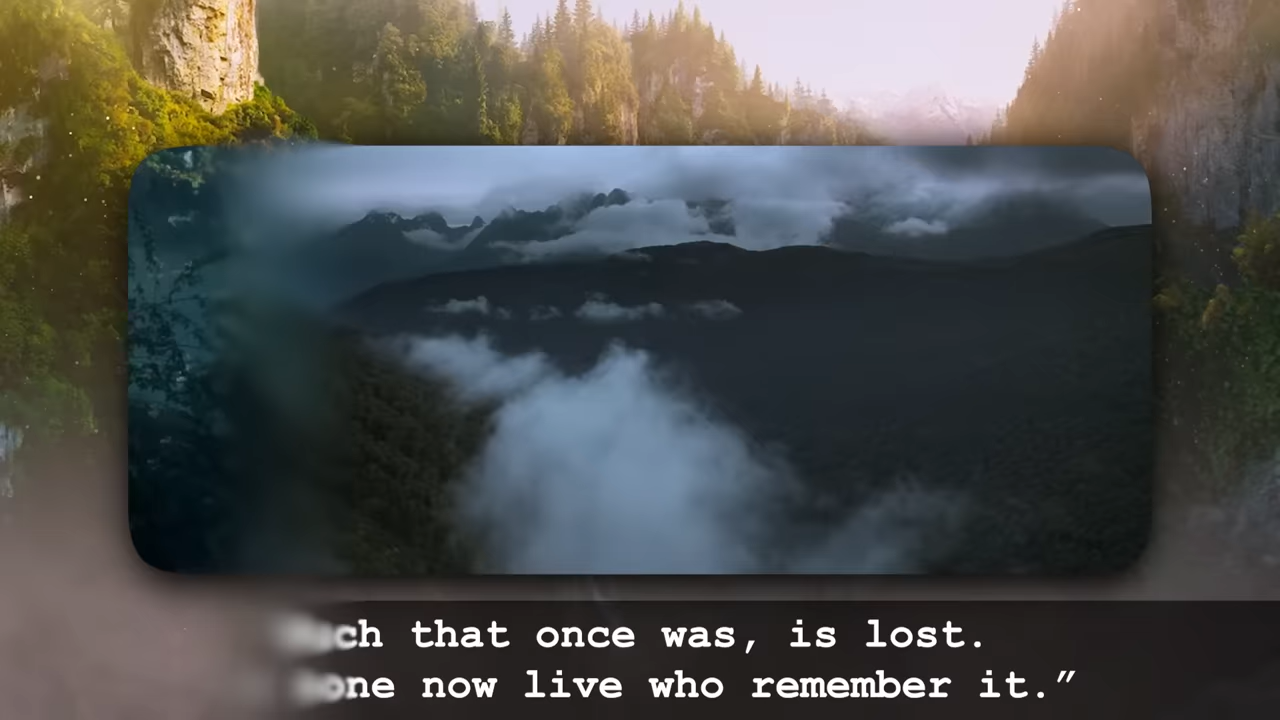 that once was, is lost.
now live who remember it.”